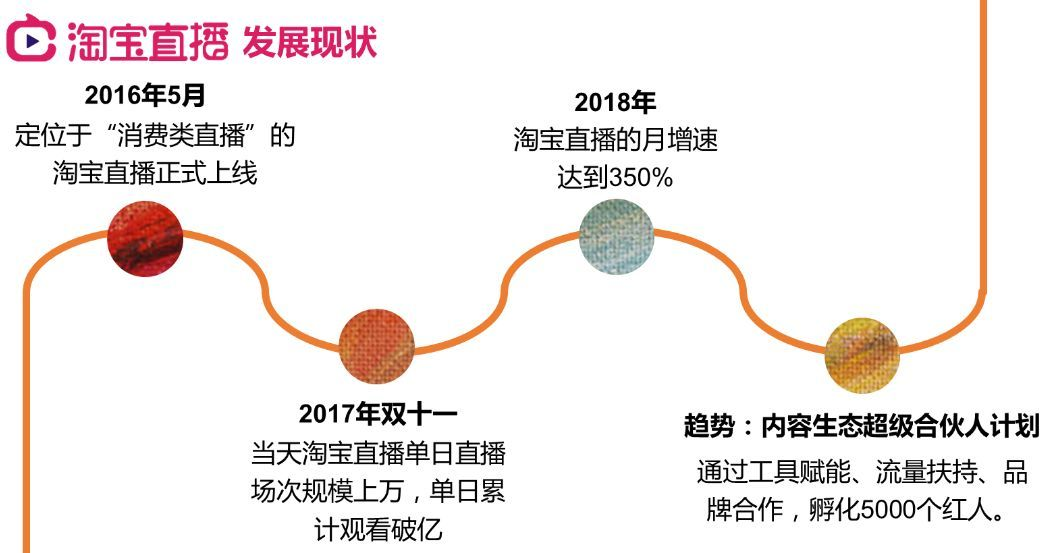 淘宝直播 发展现状
2016年5月
定位于“消费类直播”的
淘宝直播正式上线
2018年
淘宝直播的月增速
达到350%
2017年双十一
当天淘宝直播单日直播
场次规模上万，单日累
计观看破亿
趋势：内容生态超级合伙人计划
通过工具赋能、流量扶持、品
牌合作，孵化5000个红人。